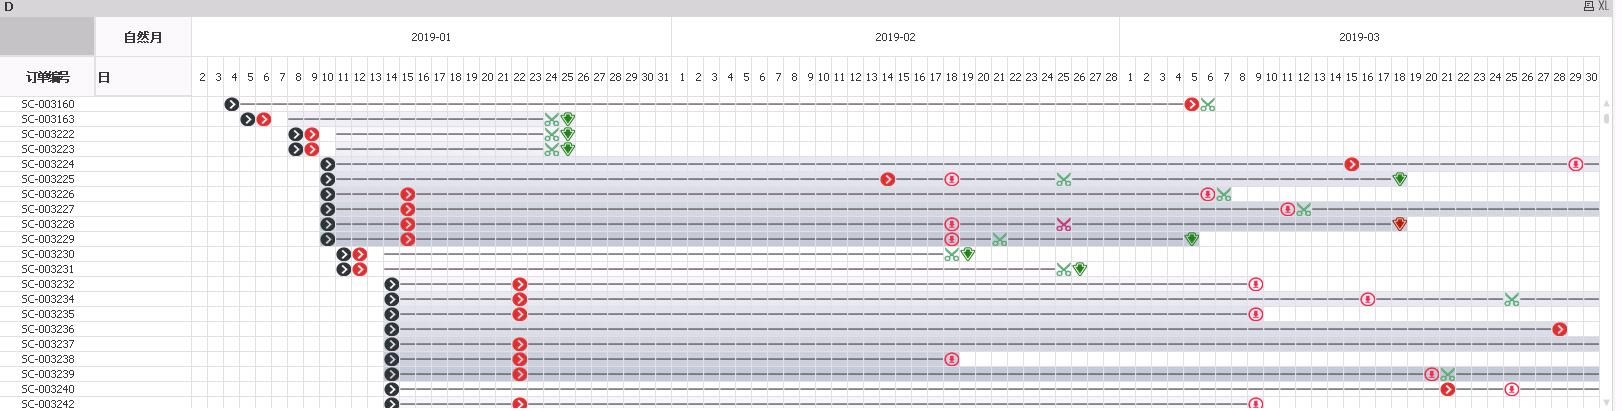 D
XL
自然月 2019-01 2019-02 2019-03
订单编号 日 2 3 4 5 6 7 8 9 10 11 12 13 14 15 16 17 18 19 20 21 22 23 24 25 26 27 28 29 30 31 1 2 3 4 5 6 7 8 9 10 11 12 13 14 15 16 17 18 19 20 21 22 23 24 25 26 27 28 1 2 3 4 5 6 7 8 9 10 11 12 13 14 15 16 17 18 19 20 21 22 23 24 25 26 27 28 29 30
SC-003160
SC-003163
SC-003222
SC-003223
SC-003224
SC-003225
SC-003226
SC-003227
SC-003228
SC-003229
SC-003230
SC-003231
SC-003232
SC-003234
SC-003235
SC-003236
SC-003237
SC-003238
SC-003239
SC-003240
SC-003242